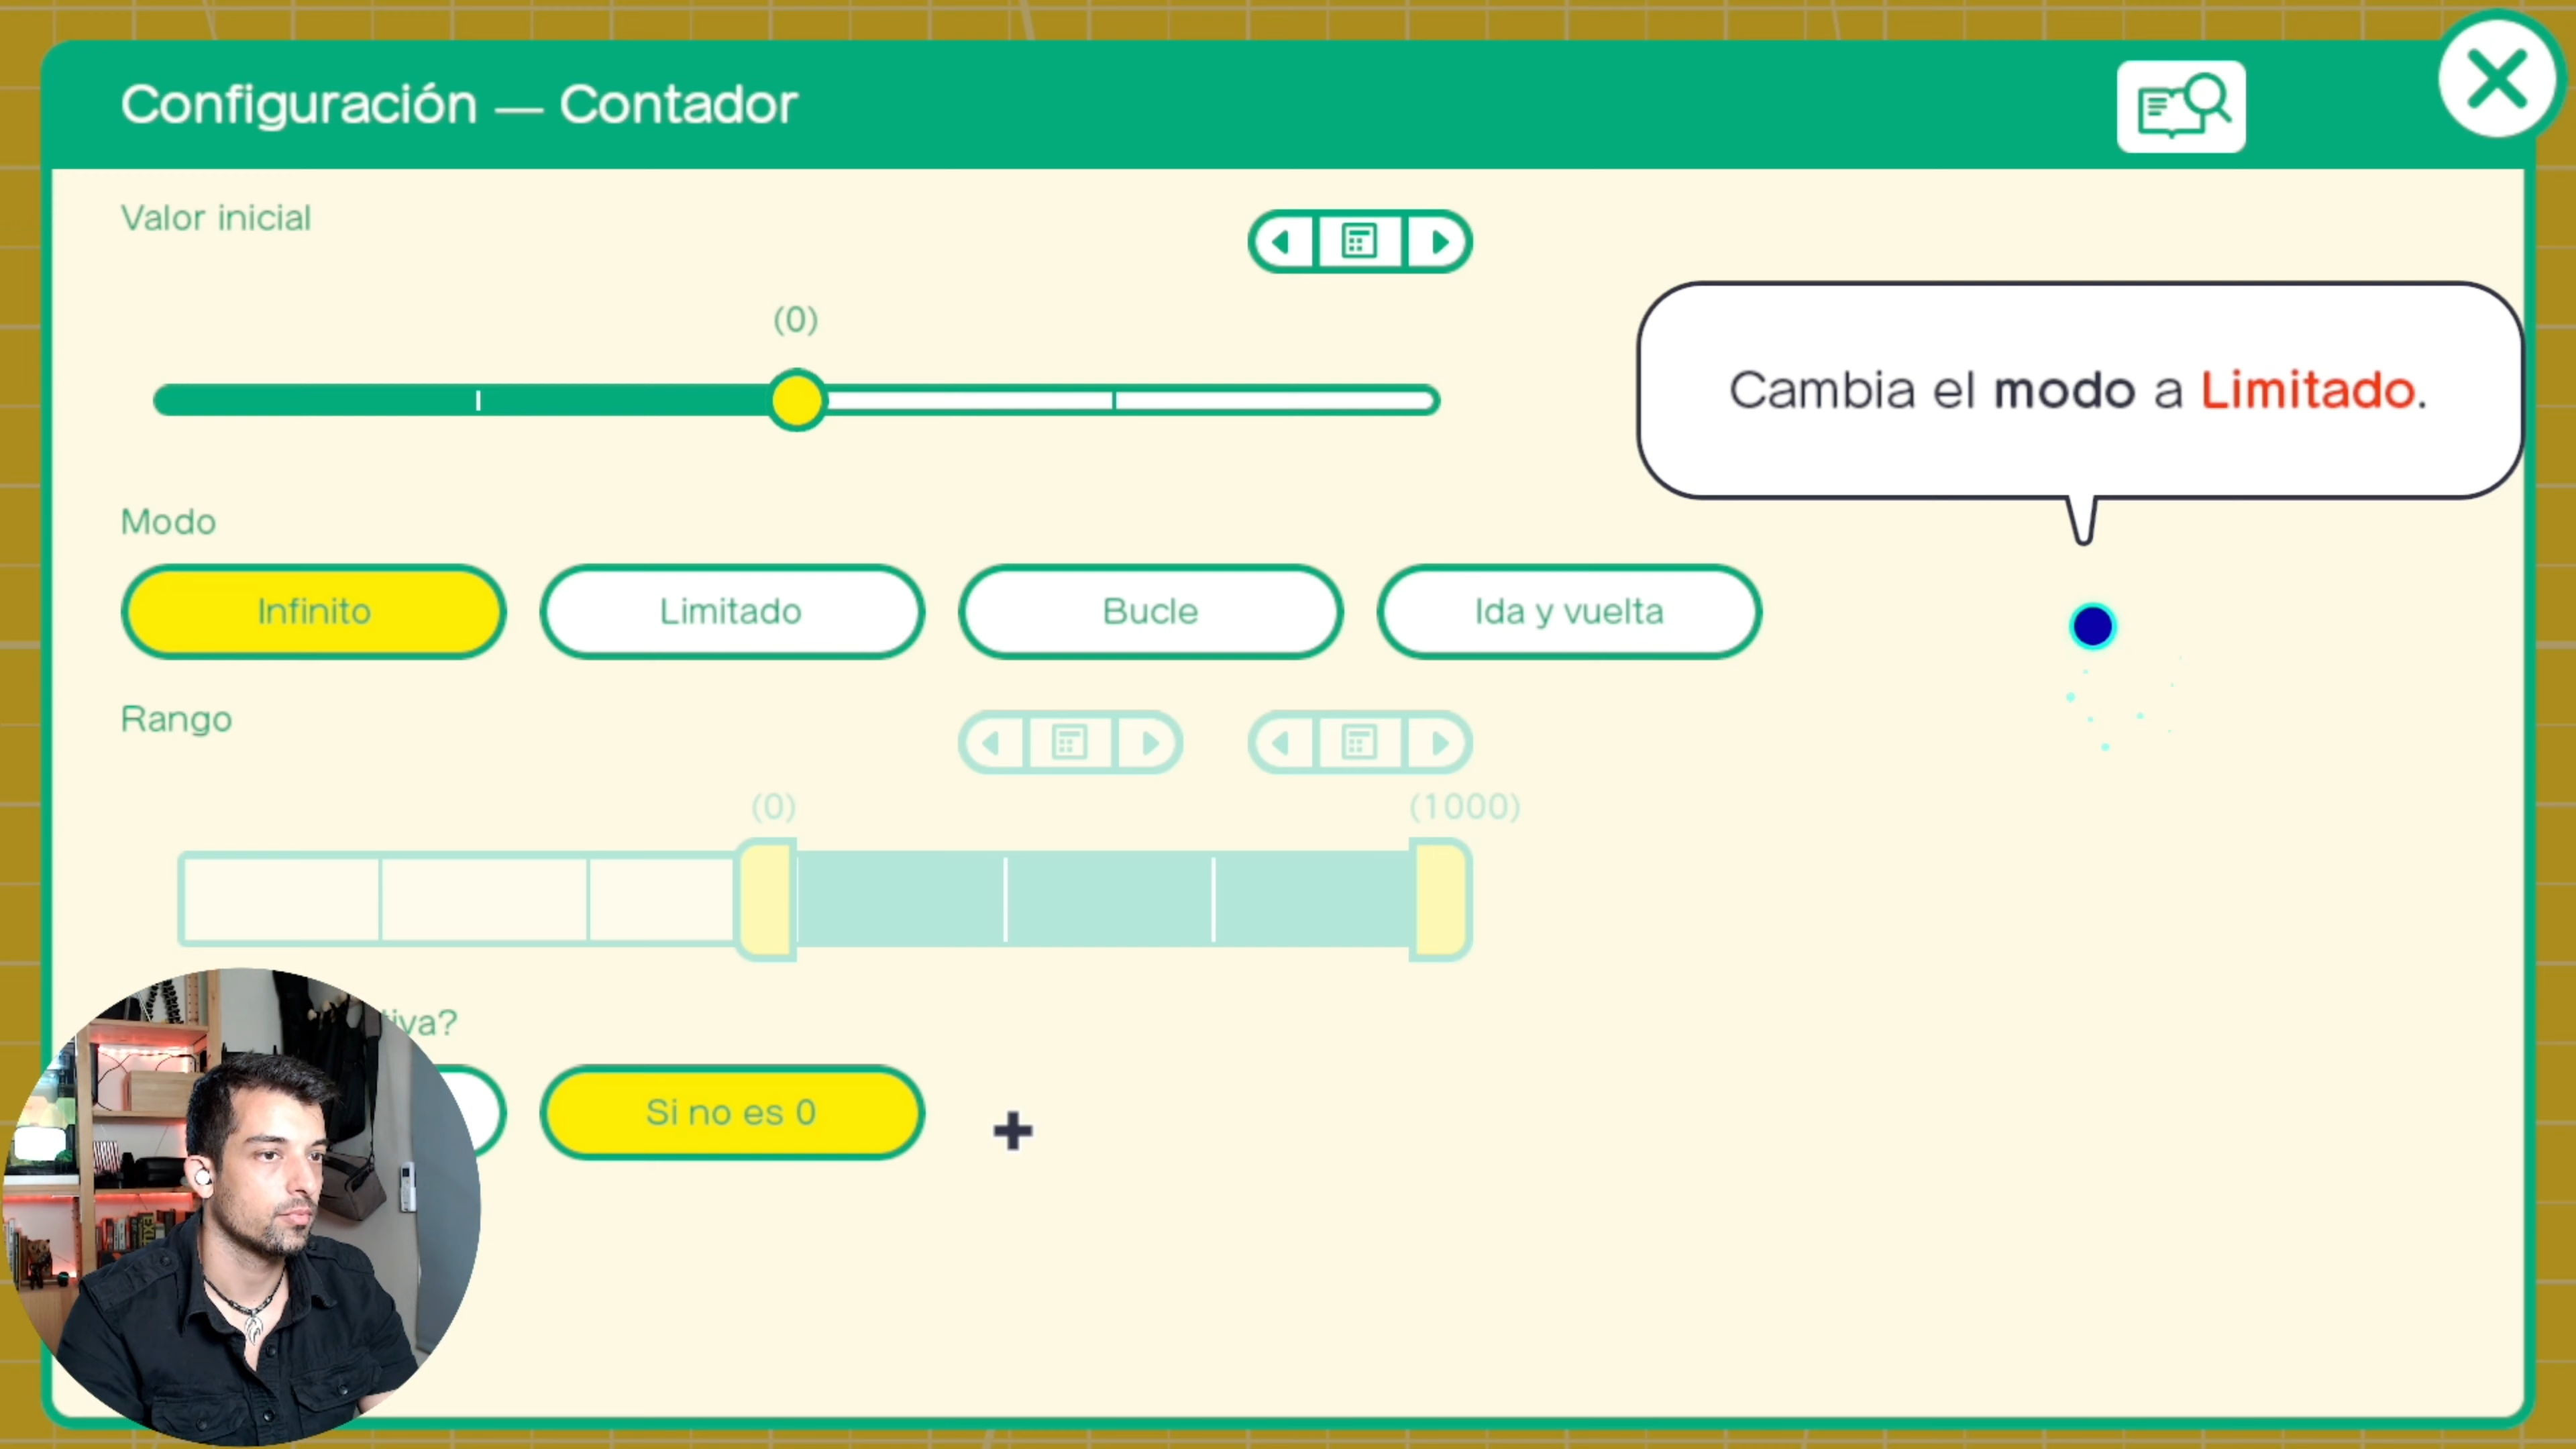 Configuración — Contador
Valor inicial
(0)
Cambia el modo a Limitado.
Modo
Infinito
Limitado
Bucle
Ida y vuelta
Rango
(0)
(1000)
Si no es 0